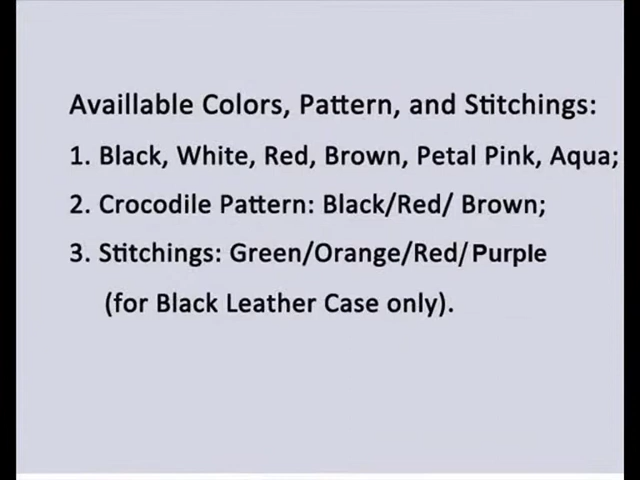 Availlable Colors, Pattern, and Stitchings:
1. Black, White, Red, Brown, Petal Pink, Aqua;
2. Crocodile Pattern: Black/Red/ Brown;
3. Stitchings: Green/Orange/Red/Purple
(for Black Leather Case only).